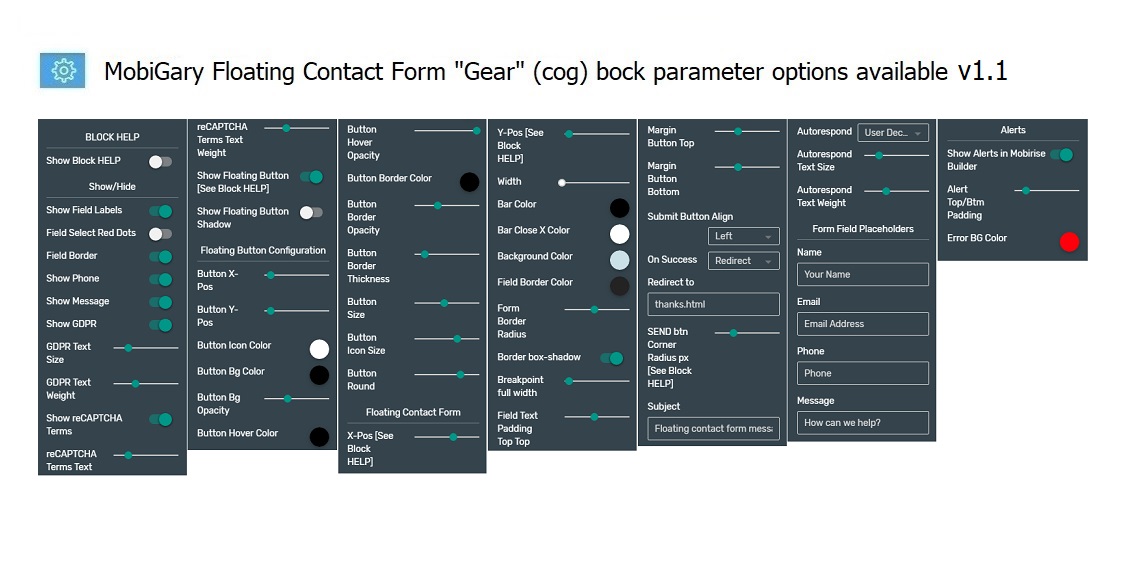 MobiGary Floating Contact Form "Gear" (cog) bock parameter options available v1.1
BLOCK HELP
Show Block HELP
Show/Hide
Show Field Labels
Field Select Red Dots
Field Border
Show Phone
Show Message
Show GDPR
GDPR Text
Size
GDPR Text
Weight
Show reCAPTCHA
Terms
reCAPTCHA
Terms Text
reCAPTCHA
Terms Text
Weight
Show Floating Button
[See Block HELP]
Show Floating Button
Shadow
Floating Button Configuration
Button X-
Pos
Button Y-
Pos
Button Icon Color
Button Bg Color
Button Bg
Opacity
Button Hover Color
Button
Hover
Opacity
Button Border Color
Button
Border
Opacity
Button
Border
Thickness
Button
Size
Button
Icon Size
Button
Round
Floating Contact Form
X-Pos [See
Block
HELP]
Y-Pos [See
Block
HELP]
Width
Bar Color
Bar Close X Color
Background Color
Field Border Color
Form
Border
Radius
Border box-shadow
Breakpoint
full width
Field Text
Padding
Top Top
Margin
Button Top
Margin
Button
Bottom
Submit Button Align
Left
On Success
Redirect
Redirect to
thanks.html
SEND btn
Corner
Radius px
[See Block
HELP]
Subject
Floating contact form messa
Autorespond
User Dec...
Autorespond
Text Size
Autorespond
Text Weight
Form Field Placeholders
Name
Your Name
Email
Email Address
Phone
Phone
Message
How can we help?
Alerts
Show Alerts in Mobirise
Builder
Alert
Top/Btm
Padding
Error BG Color